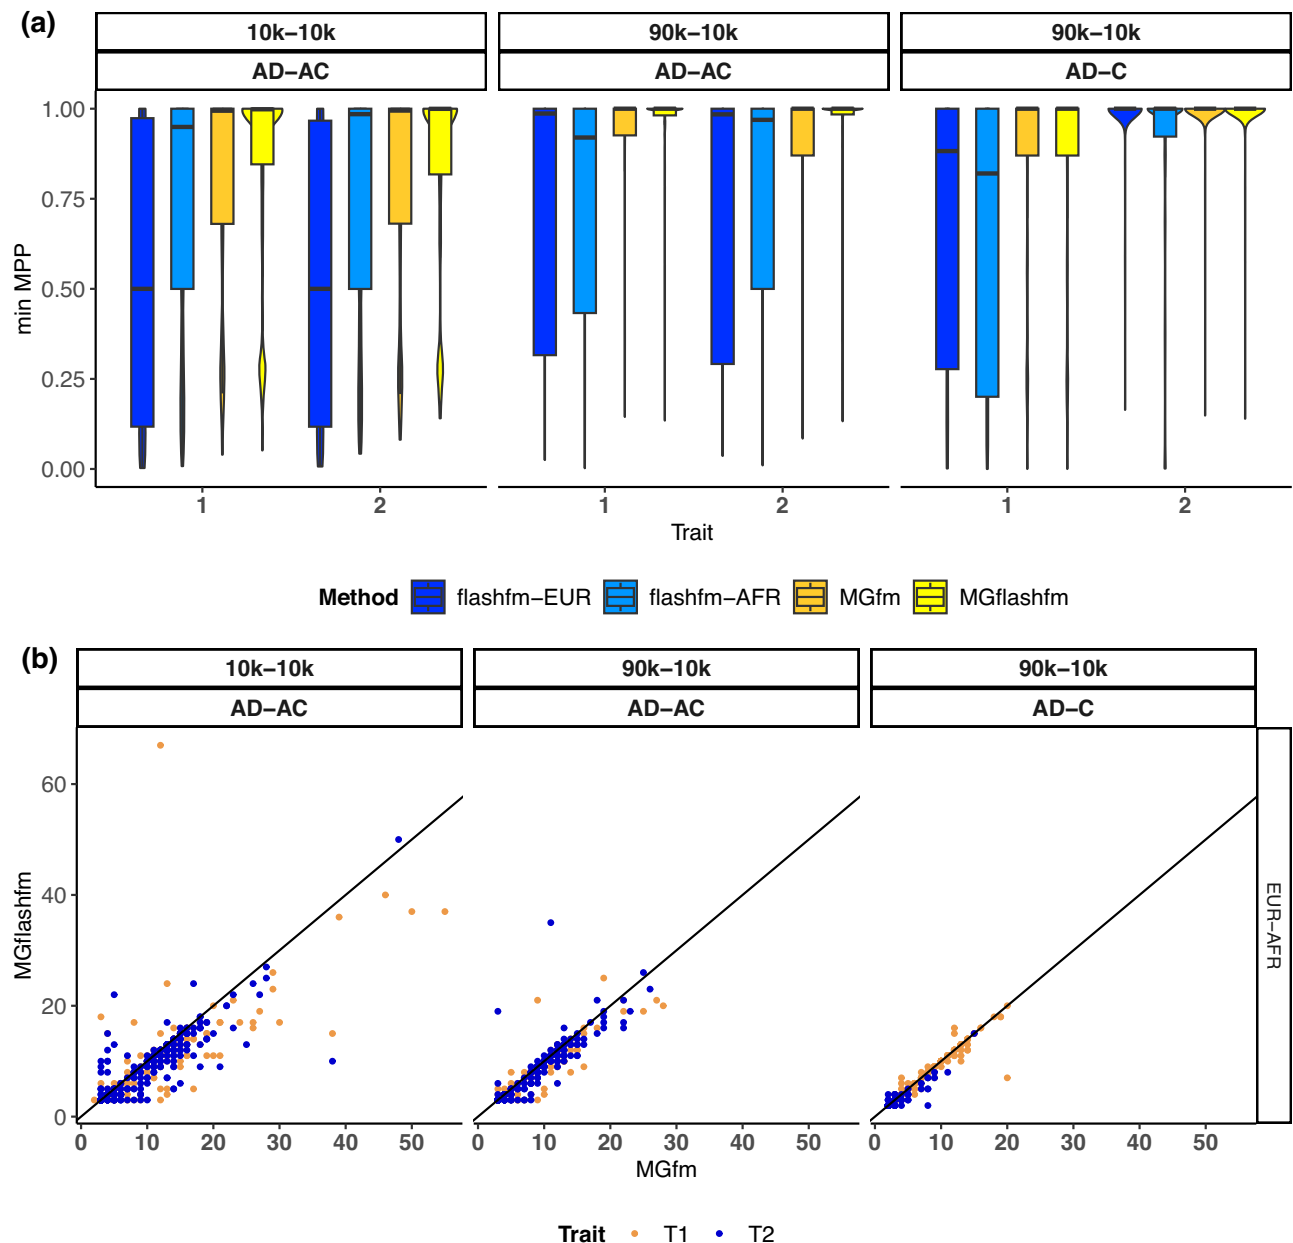 (a)
10k–10k 90k–10k 90k–10k
AD–AC AD–AC AD–C
min MPP
1.00
0.75
0.50
0.25
0.00
1 2 1 2 1 2
Trait
Method flashfm–EUR flashfm–AFR MGfm MGflashfm
(b)
10k–10k 90k–10k 90k–10k
AD–AC AD–AC AD–C
MGflashfm
60
40
20
0
EUR–AFR
0 10 20 30 40 50 0 10 20 30 40 50 0 10 20 30 40 50
MGfm
Trait T1 T2